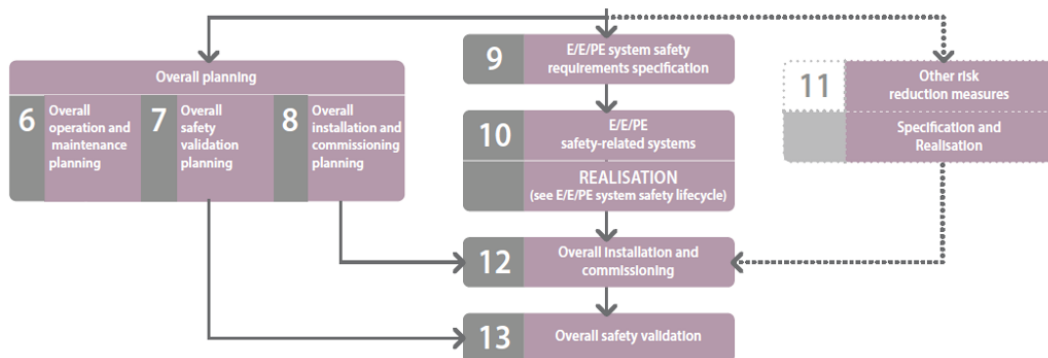 Overall planning
6
Overall
operation and
maintenance
planning
7
Overall
safety
validation
planning
8
Overall
installation and
commissioning
planning
9
E/E/PE system safety
requirements specification
10
E/E/PE
safety-related systems
REALISATION
(see E/E/PE system safety lifecycle)
11
Other risk
reduction measures
Specification and
Realisation
12
Overall installation and
commissioning
13
Overall safety validation